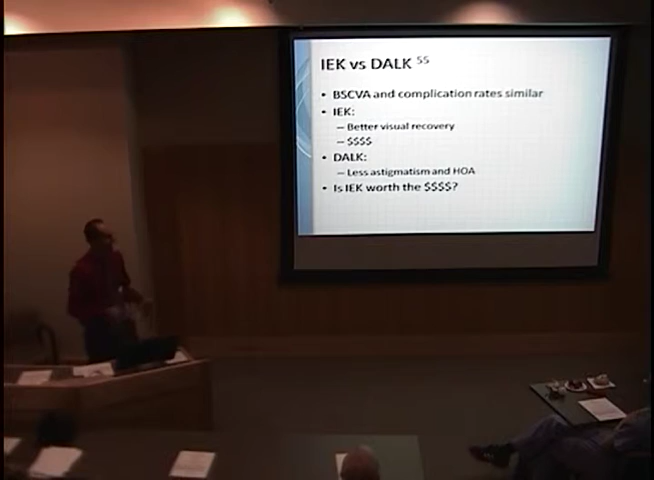 IEK vs DALK 55
• BSCVA and complication rates similar
• IEK:
– Better visual recovery
– $$$$
• DALK:
– Less astigmatism and HOA
• Is IEK worth the $$$$?